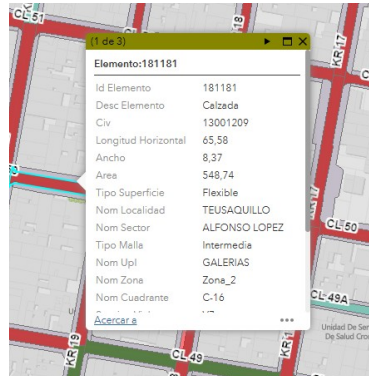 CL 51
18
KR 17
(1 de 3)
Elemento:181181
Id Elemento 181181
Desc Elemento Calzada
Civ 13001209
Longitud Horizontal 65,58
Ancho 8,37
Area 548,74
Tipo Superficie Flexible
Nom Localidad TEUSAQUILLO
Nom Sector ALFONSO LOPEZ
Tipo Malla Intermedia
Nom Upl GALERIAS
Nom Zona Zona_2
Nom Cuadrante C-16
Acercar a
KR 17
CL 50
CL 49A
Unidad De Ser
De Salud Cro
KR 19
CL 49
KR